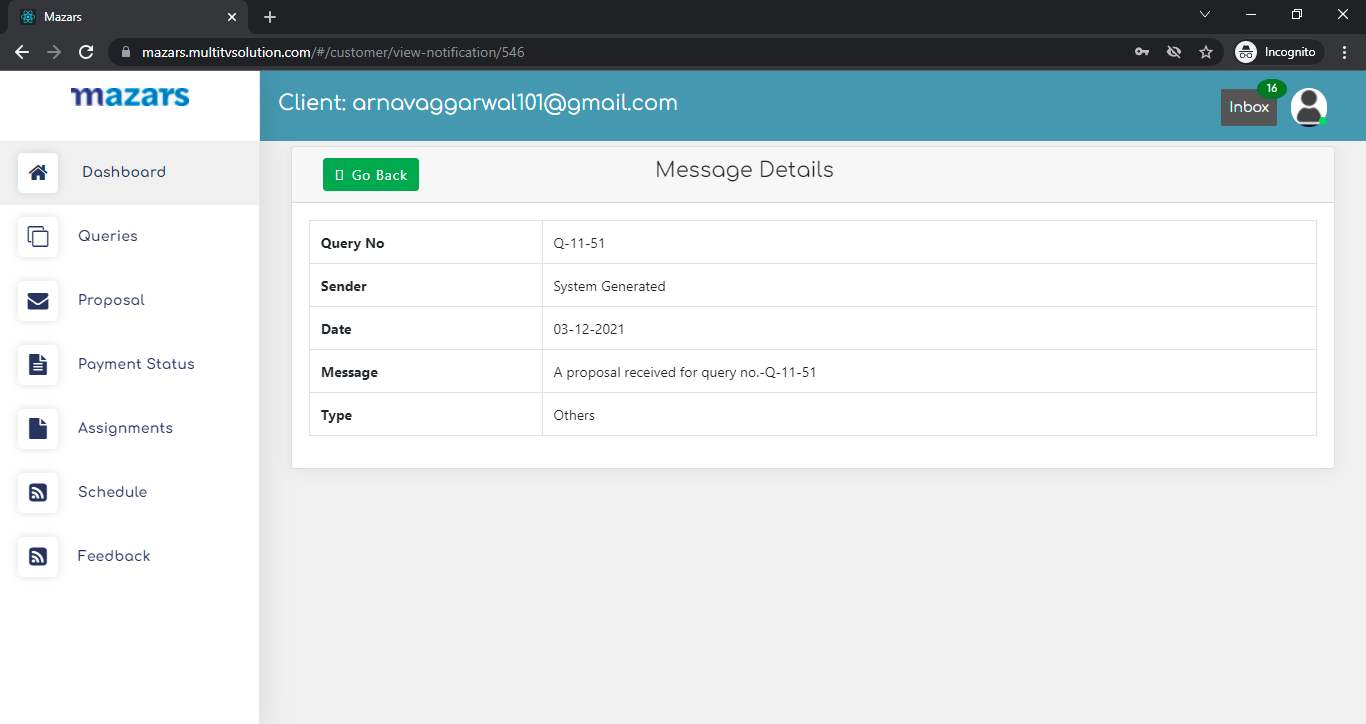 Mazars
mazars.multitvsolution.com/#/customer/view-notification/546
Incognito
mazars
Client: arnavaggarwal101@gmail.com
Inbox
16
Dashboard
Queries
Proposal
Payment Status
Assignments
Schedule
Feedback
Go Back
Message Details
Query No Q-11-51
Sender System Generated
Date 03-12-2021
Message A proposal received for query no.-Q-11-51
Type Others